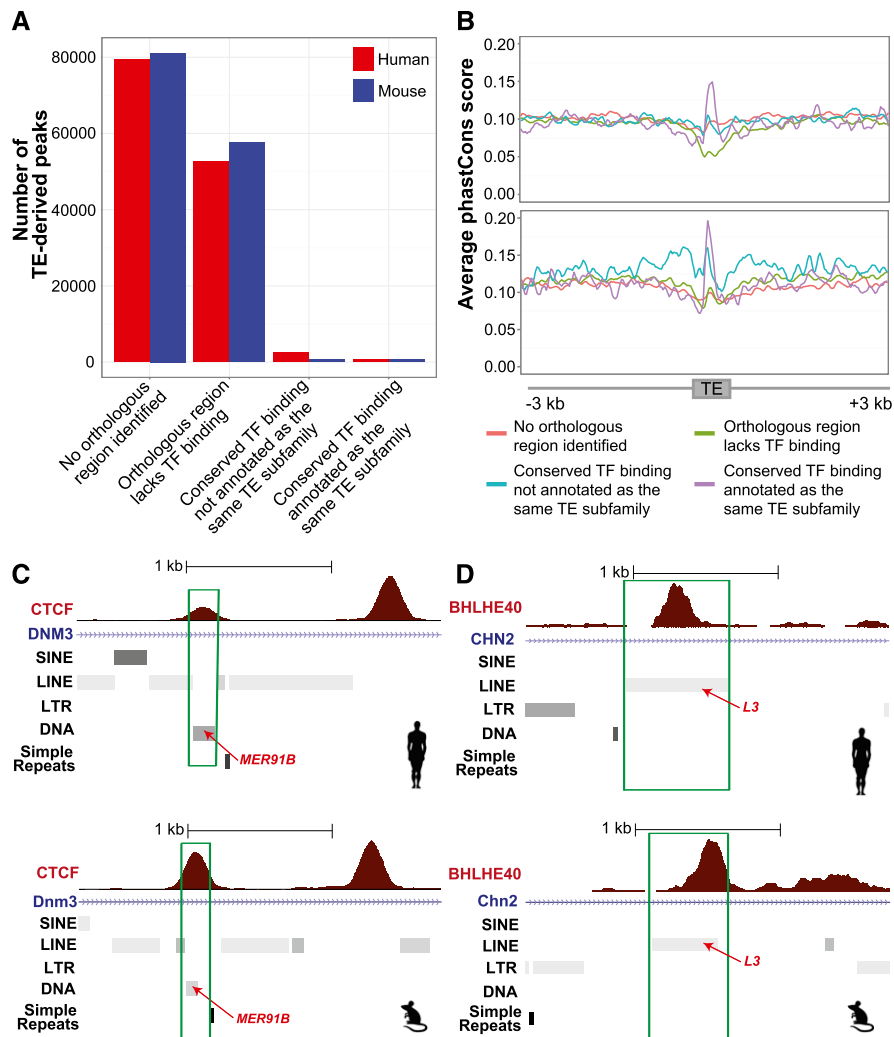 A
Number of
TE-derived peaks
80000
60000
40000
20000
0
Human
Mouse
No orthologous
region identified
Orthologous region
lacks TF binding
Conserved TF binding
not annotated as the
same TE subfamily
Conserved TF binding
annotated as the
same TE subfamily
B
Average phastCons score
0.20
0.15
0.10
0.05
0.00
0.20
0.15
0.10
0.05
0.00
TE
-3 kb
+3 kb
No orthologous
region identified
Orthologous region
lacks TF binding
Conserved TF binding
not annotated as the
same TE subfamily
Conserved TF binding
annotated as the
same TE subfamily
C
1 kb
CTCF
DNM3
SINE
LINE
LTR
DNA
MER91B
Simple
Repeats
1 kb
CTCF
Dnm3
SINE
LINE
LTR
DNA
MER91B
Simple
Repeats
D
1 kb
BHLHE40
CHN2
SINE
LINE
L3
LTR
DNA
Simple
Repeats
1 kb
BHLHE40
Chn2
SINE
LINE
L3
LTR
DNA
Simple
Repeats